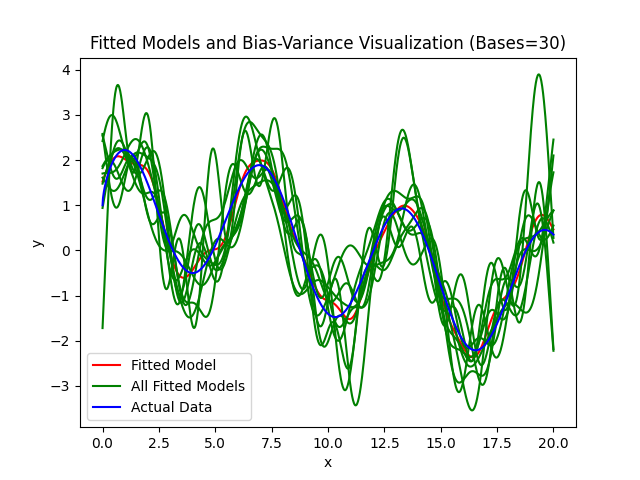 Fitted Models and Bias-Variance Visualization (Bases=30)
4
3
2
1
0
−1
−2
−3
y
Fitted Model
All Fitted Models
Actual Data
0.0 2.5 5.0 7.5 10.0 12.5 15.0 17.5 20.0
x